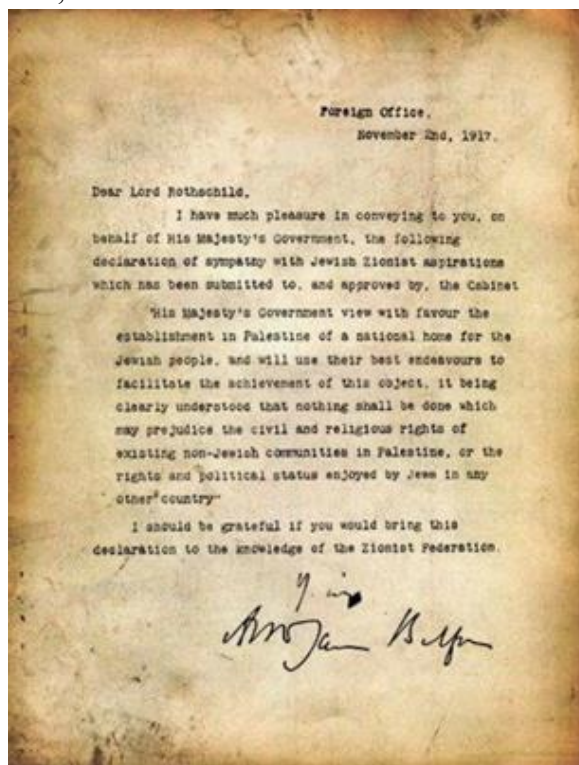 Foreign Office,
November 2nd, 1917.
Dear Lord Rothschild,
I have much pleasure in conveying to you, on
behalf of His Majesty's Government, the following
declaration of sympathy with Jewish Zionist aspirations
which has been submitted to, and approved by, the Cabinet
"His Majesty's Government view with favour the
establishment in Palestine of a national home for the
Jewish people, and will use their best endeavours to
facilitate the achievement of this object, it being
clearly understood that nothing shall be done which
may prejudice the civil and religious rights of
existing non-Jewish communities in Palestine, or the
rights and political status enjoyed by Jews in any
other country"
I should be grateful if you would bring this
declaration to the knowledge of the Zionist Federation.
Arthur James Balfour